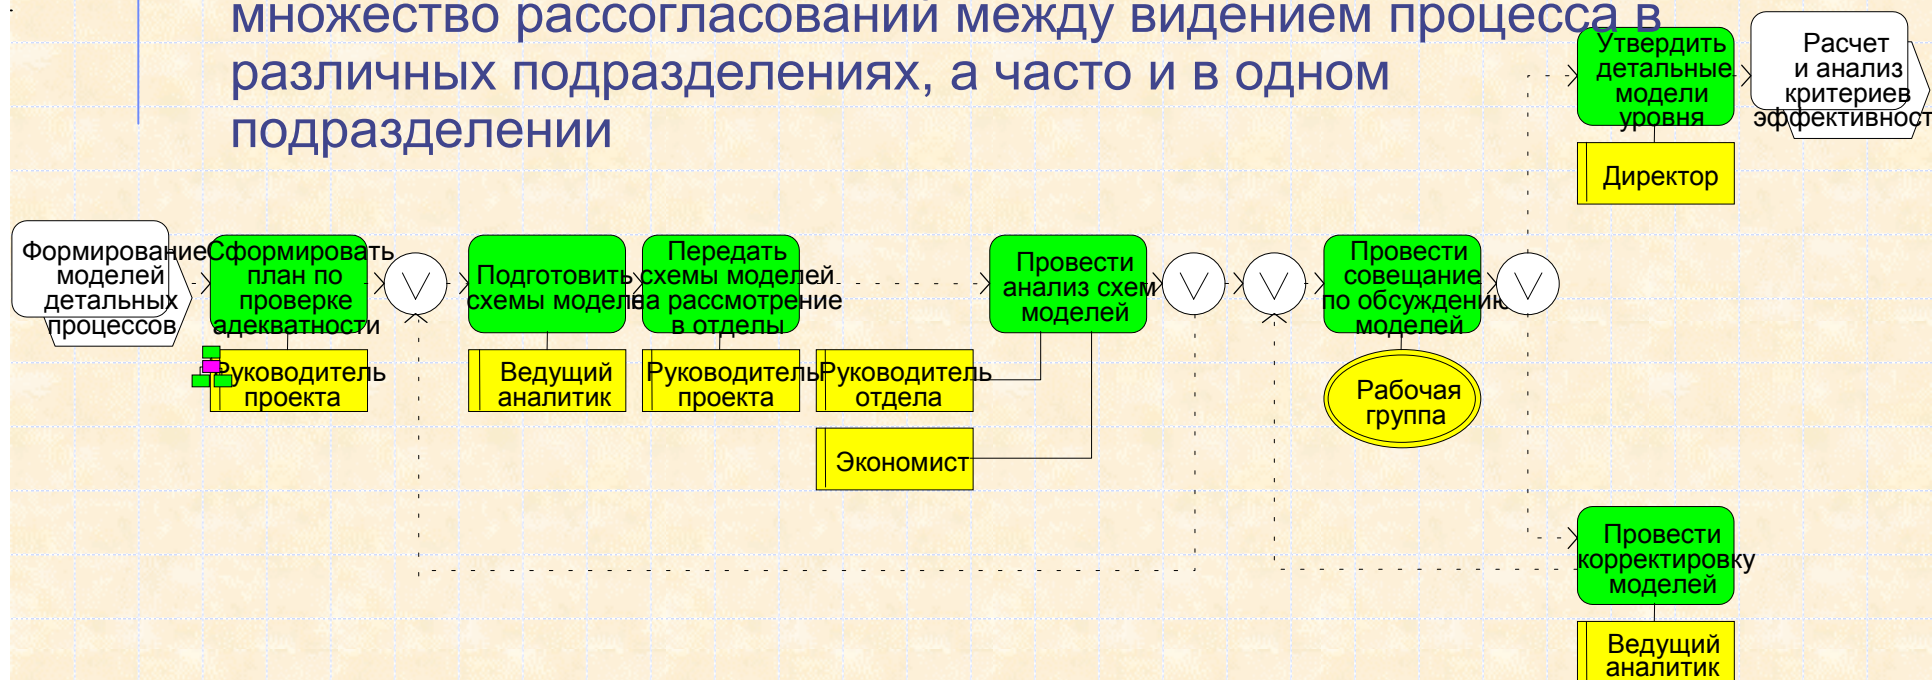 множество рассогласований между видением процесса в
различных подразделениях, а часто и в одном
подразделении
Утвердить
детальные
модели
уровня
Расчет
и анализ
критериев
эффективност
Директор
Формирование
моделей
детальных
процессов
Сформировать
план по
проверке
адекватности
Подготовить
схемы моделе
Передать
схемы моделей
на рассмотрение
в отделы
Провести
анализ схем
моделей
Провести
совещание
по обсуждению
моделей
Руководитель
проекта
Ведущий
аналитик
Руководитель
проекта
Руководитель
отдела
Экономист
Рабочая
группа
Провести
корректировку
моделей
Ведущий
аналитик